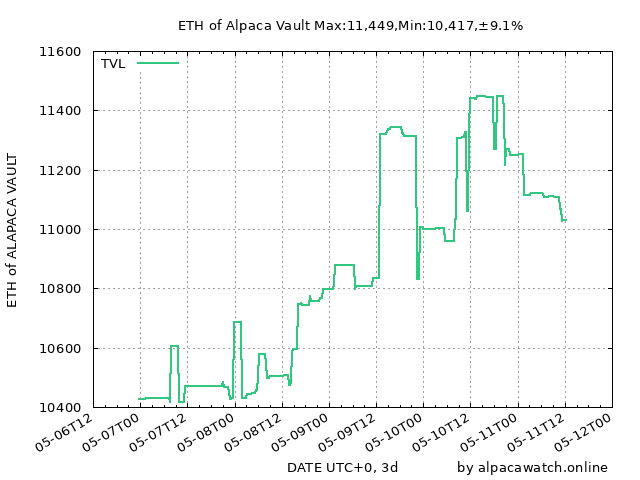 ETH of Alpaca Vault Max:11,449,Min:10,417,±9.1%
TVL
ETH of ALAPACA VAULT
11600
11400
11200
11000
10800
10600
10400
05-06T12
05-07T00
05-07T12
05-08T00
05-08T12
05-09T00
05-09T12
05-10T00
05-10T12
05-11T00
05-11T12
05-12T00
DATE UTC+0, 3d
by alpacawatch.online